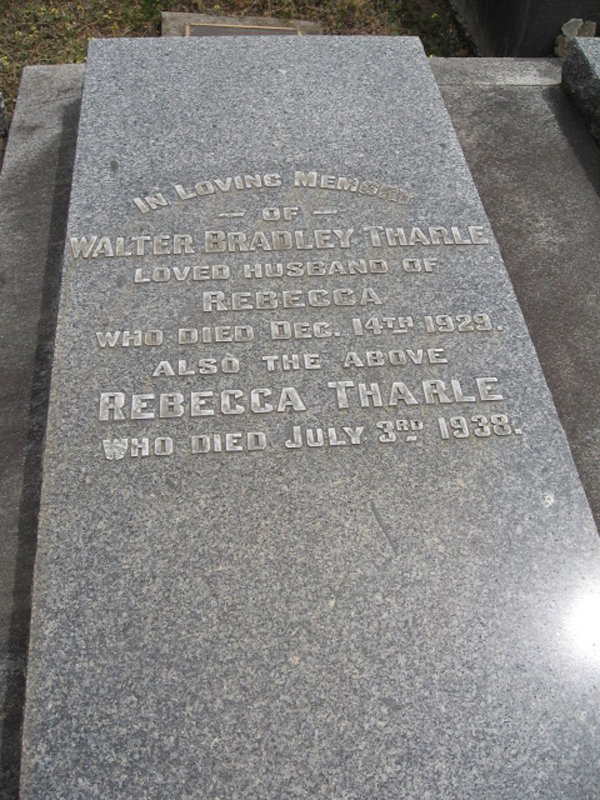 IN LOVING MEMORY
— OF —
WALTER BRADLEY THARLE
LOVED HUSBAND OF
REBECCA
WHO DIED DEC. 14TH 1929.
ALSO THE ABOVE
REBECCA THARLE
WHO DIED JULY 3RD 1938.